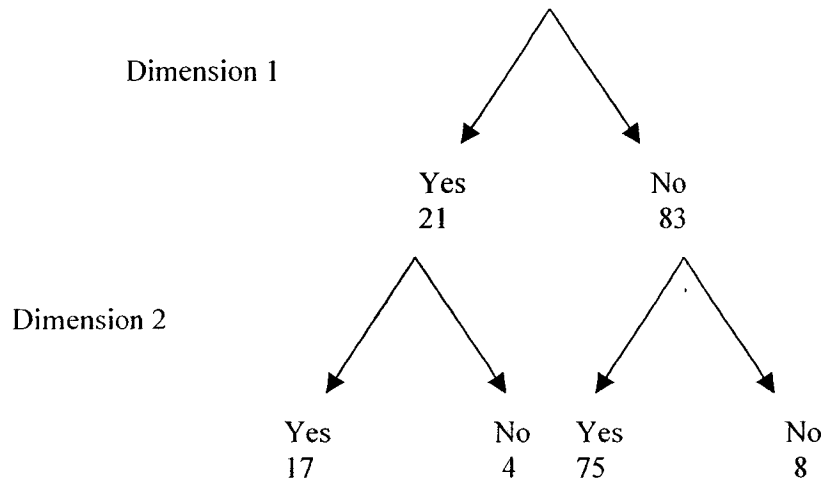 Dimension 1
Yes No
21 83
Dimension 2
Yes No Yes No
17 4 75 8